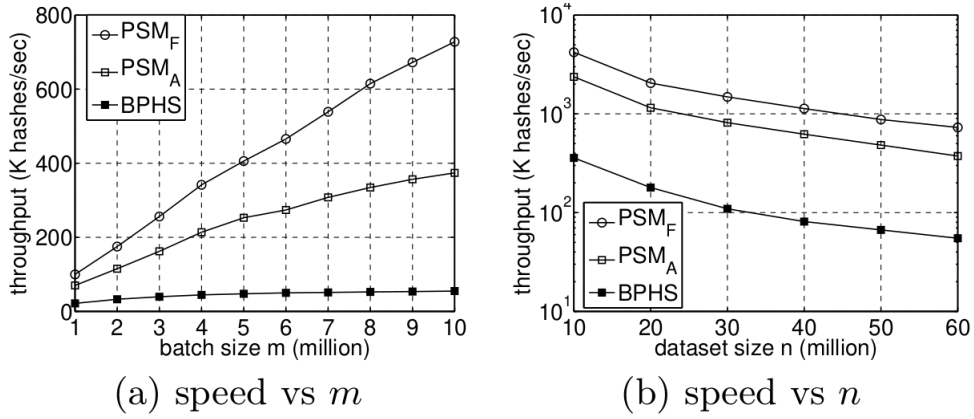 throughput (K hashes/sec)
800
600
400
200
0
PSM_F
PSM_A
BPHS
1 2 3 4 5 6 7 8 9 10
batch size m (million)
(a) speed vs m
throughput (K hashes/sec)
10^4
10^3
10^2
10^1
PSM_F
PSM_A
BPHS
10 20 30 40 50 60
dataset size n (million)
(b) speed vs n